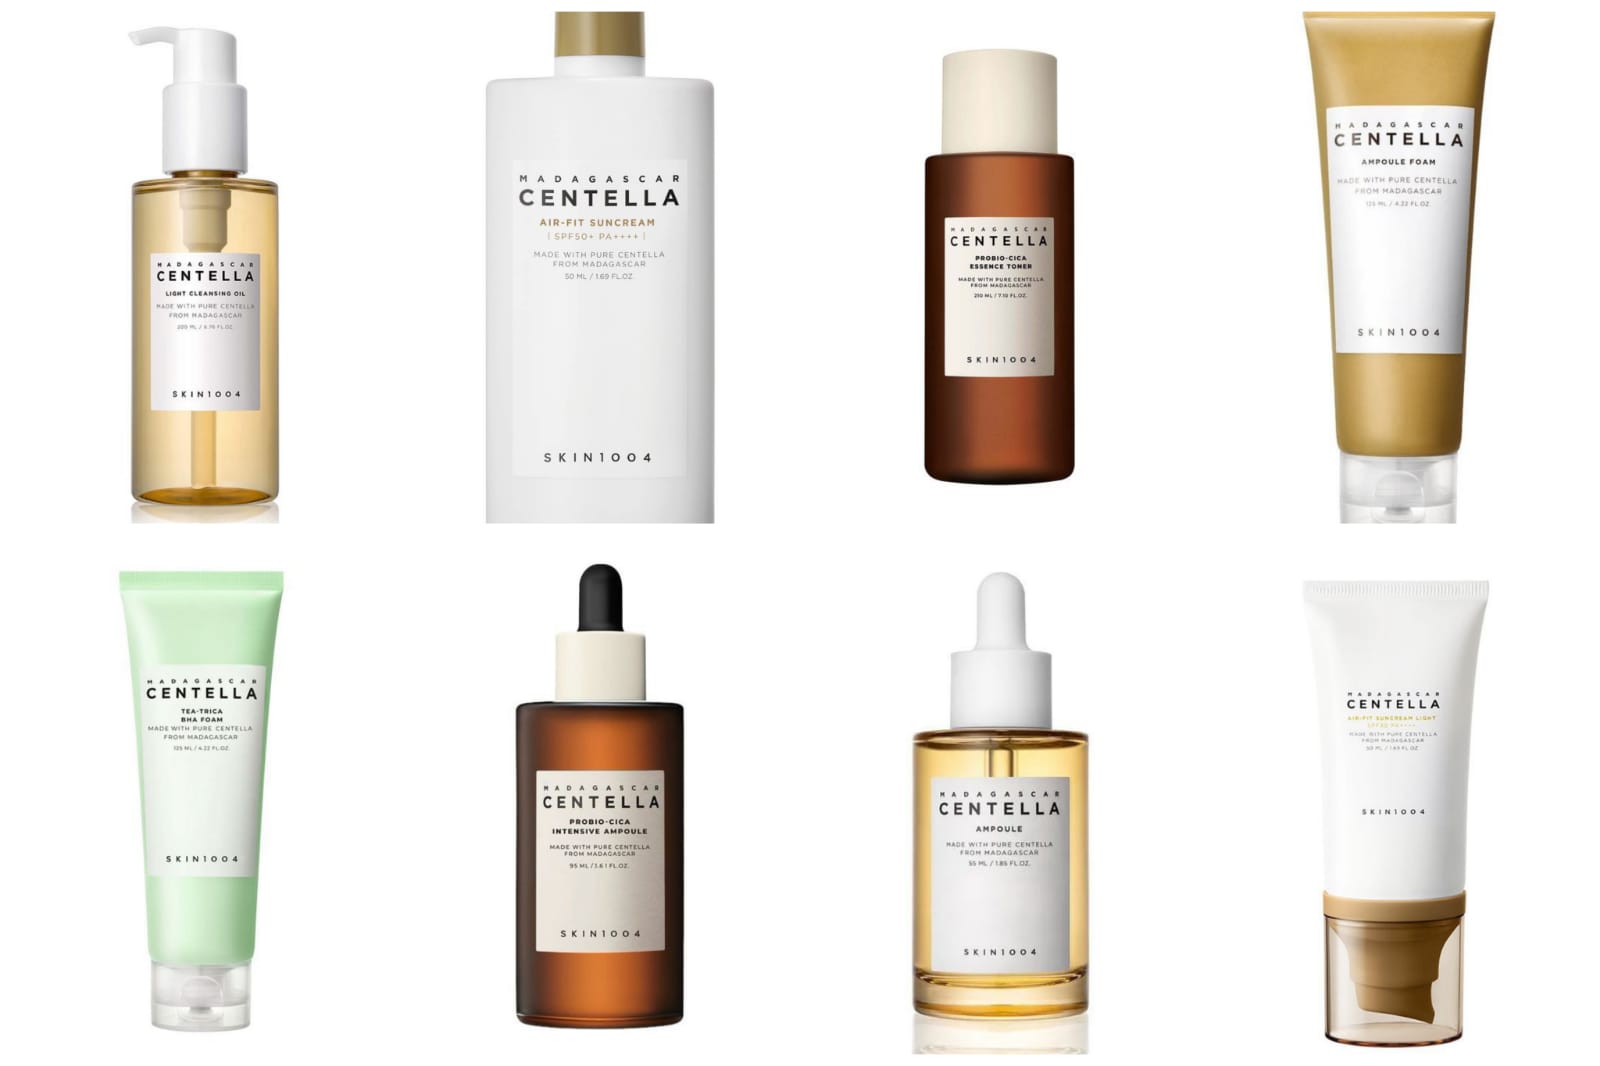 MADAGASCAR
CENTELLA
LIGHT CLEANSING OIL
MADE WITH PURE CENTELLA
FROM MADAGASCAR
200 ML / 6.76 FL.OZ.
SKIN1004
MADAGASCAR
CENTELLA
AIR-FIT SUNCREAM
| SPF50+ PA++++ |
MADE WITH PURE CENTELLA
FROM MADAGASCAR
50 ML / 1.69 FL.OZ.
SKIN1004
MADAGASCAR
CENTELLA
PROBIO-CICA
ESSENCE TONER
MADE WITH PURE CENTELLA
FROM MADAGASCAR
210 ML / 7.10 FL.OZ.
SKIN1004
MADAGASCAR
CENTELLA
AMPOULE FOAM
MADE WITH PURE CENTELLA
FROM MADAGASCAR
125 ML / 4.22 FL.OZ.
SKIN1004
MADAGASCAR
CENTELLA
TEA-TRICA
BHA FOAM
MADE WITH PURE CENTELLA
FROM MADAGASCAR
125 ML / 4.22 FL.OZ.
SKIN1004
MADAGASCAR
CENTELLA
PROBIO-CICA
INTENSIVE AMPOULE
MADE WITH PURE CENTELLA
FROM MADAGASCAR
95 ML / 3.61 FL.OZ.
SKIN1004
MADAGASCAR
CENTELLA
AMPOULE
MADE WITH PURE CENTELLA
FROM MADAGASCAR
55 ML / 1.85 FL.OZ.
SKIN1004
MADAGASCAR
CENTELLA
AIR-FIT SUNCREAM LIGHT
SPF30 PA++++
MADE WITH PURE CENTELLA
FROM MADAGASCAR
50 ML / FL.OZ
SKIN1004